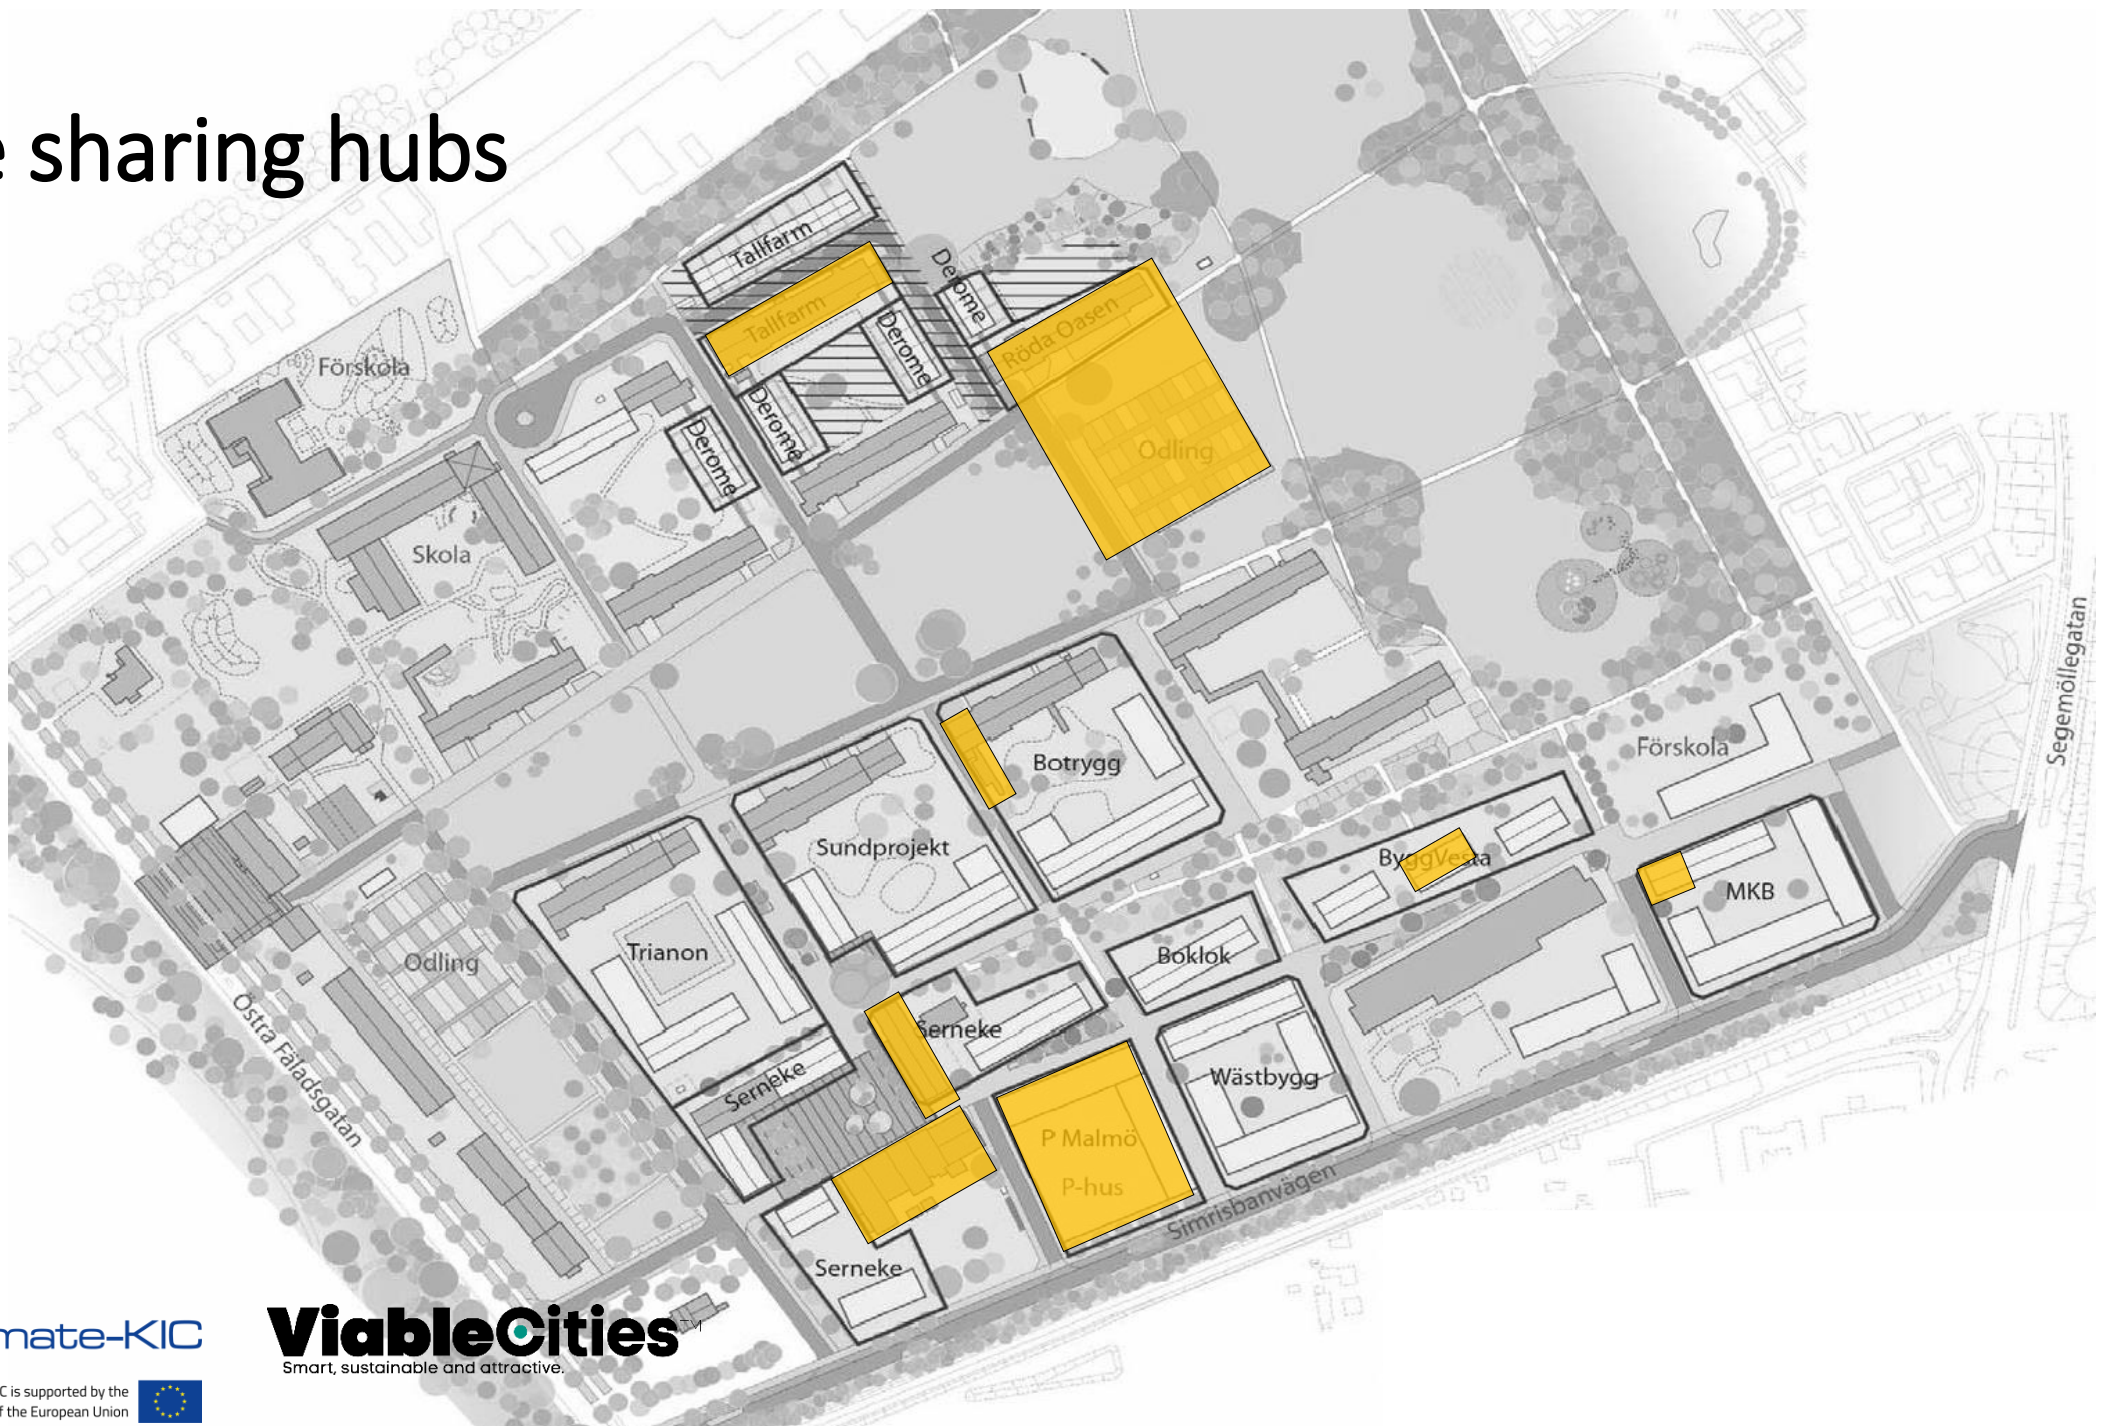 sharing hubs
Tallfarm
Tallfarm
Derome
Derome
Derome
Derome
Röda Oasen
Odling
Förskola
Skola
Botrygg
Sundprojekt
Trianon
Odling
Östra Fäladsgatan
Serneke
Serneke
Serneke
Boklok
ByggVesta
Förskola
MKB
Segemöllegatan
Wästbygg
P Malmö
P-hus
Simrisbanvägen
mate-KIC
C is supported by the
f the European Union
ViableCities
TM
Smart, sustainable and attractive.